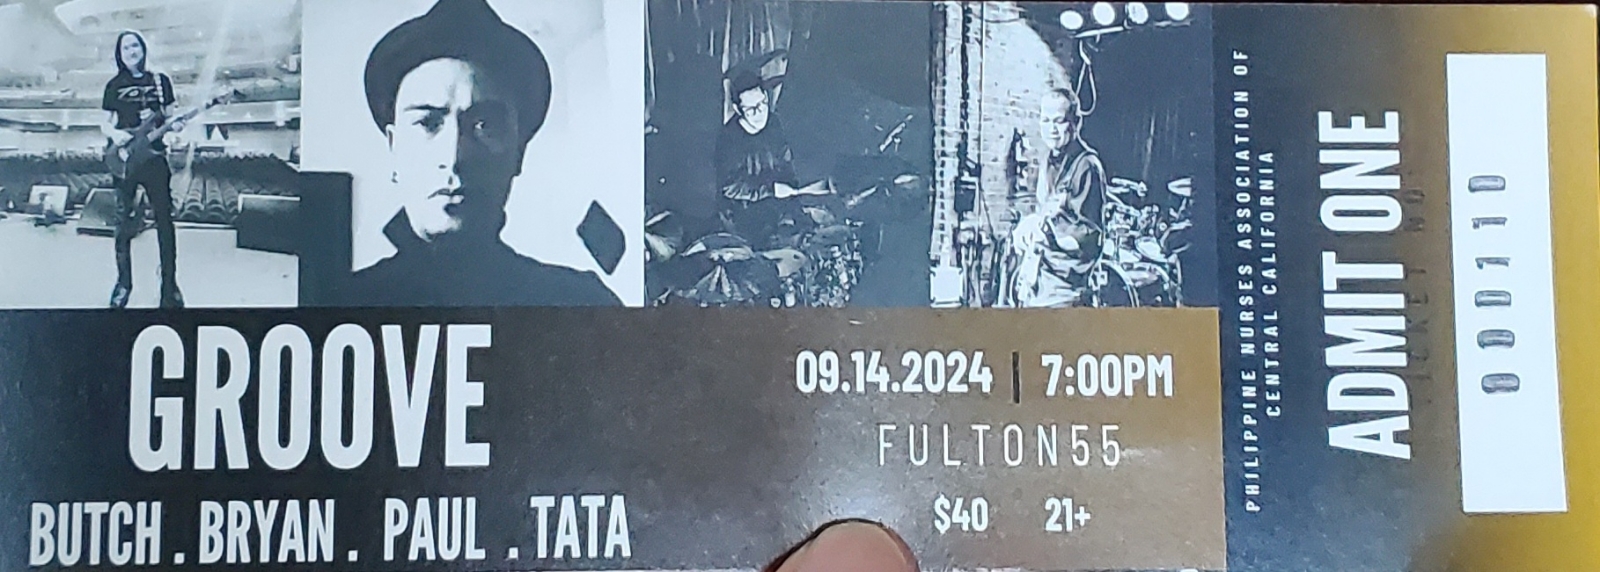 GROOVE
BUTCH . BRYAN . PAUL . TATA
09.14.2024 | 7:00PM
FULTON55
$40 21+
PHILIPPINE NURSES ASSOCIATION OF
CENTRAL CALIFORNIA
ADMIT ONE
000110